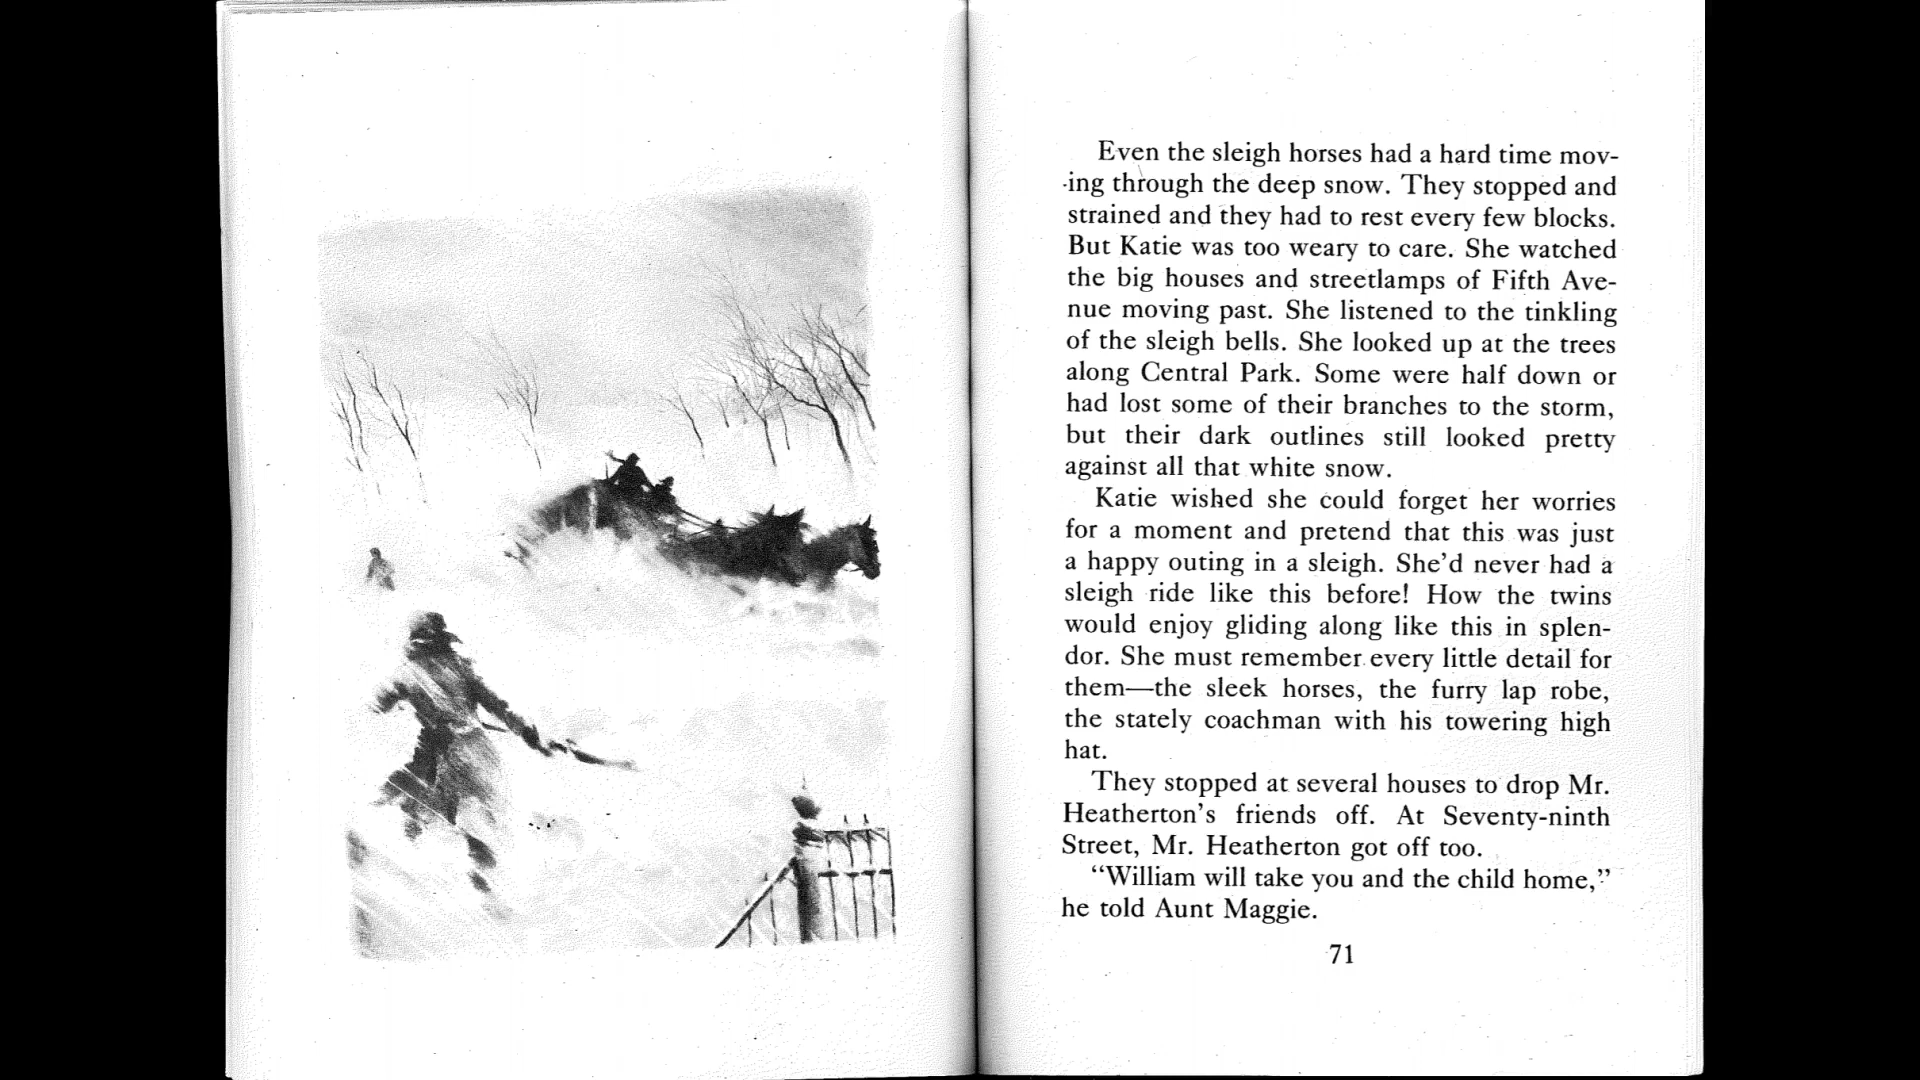 Even the sleigh horses had a hard time mov-
ing through the deep snow. They stopped and
strained and they had to rest every few blocks.
But Katie was too weary to care. She watched
the big houses and streetlamps of Fifth Ave-
nue moving past. She listened to the tinkling
of the sleigh bells. She looked up at the trees
along Central Park. Some were half down or
had lost some of their branches to the storm,
but their dark outlines still looked pretty
against all that white snow.
Katie wished she could forget her worries
for a moment and pretend that this was just
a happy outing in a sleigh. She’d never had a
sleigh ride like this before! How the twins
would enjoy gliding along like this in splen-
dor. She must remember every little detail for
them—the sleek horses, the furry lap robe,
the stately coachman with his towering high
hat.
They stopped at several houses to drop Mr.
Heatherton’s friends off. At Seventy-ninth
Street, Mr. Heatherton got off too.
“William will take you and the child home,”
he told Aunt Maggie.
71